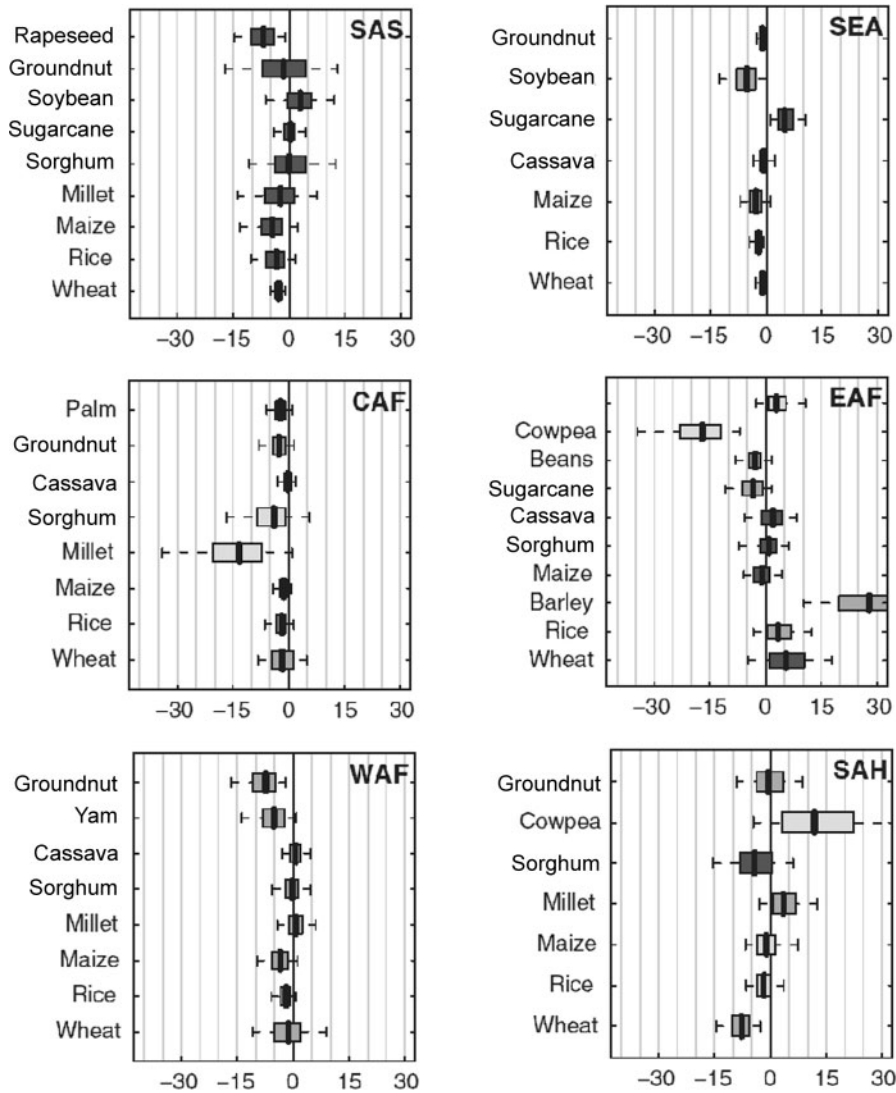 SAS
Rapeseed
Groundnut
Soybean
Sugarcane
Sorghum
Millet
Maize
Rice
Wheat
−30 −15 0 15 30
SEA
Groundnut
Soybean
Sugarcane
Cassava
Maize
Rice
Wheat
−30 −15 0 15 30
CAF
Palm
Groundnut
Cassava
Sorghum
Millet
Maize
Rice
Wheat
−30 −15 0 15 30
EAF
Cowpea
Beans
Sugarcane
Cassava
Sorghum
Maize
Barley
Rice
Wheat
−30 −15 0 15 30
WAF
Groundnut
Yam
Cassava
Sorghum
Millet
Maize
Rice
Wheat
−30 −15 0 15 30
SAH
Groundnut
Cowpea
Sorghum
Millet
Maize
Rice
Wheat
−30 −15 0 15 30